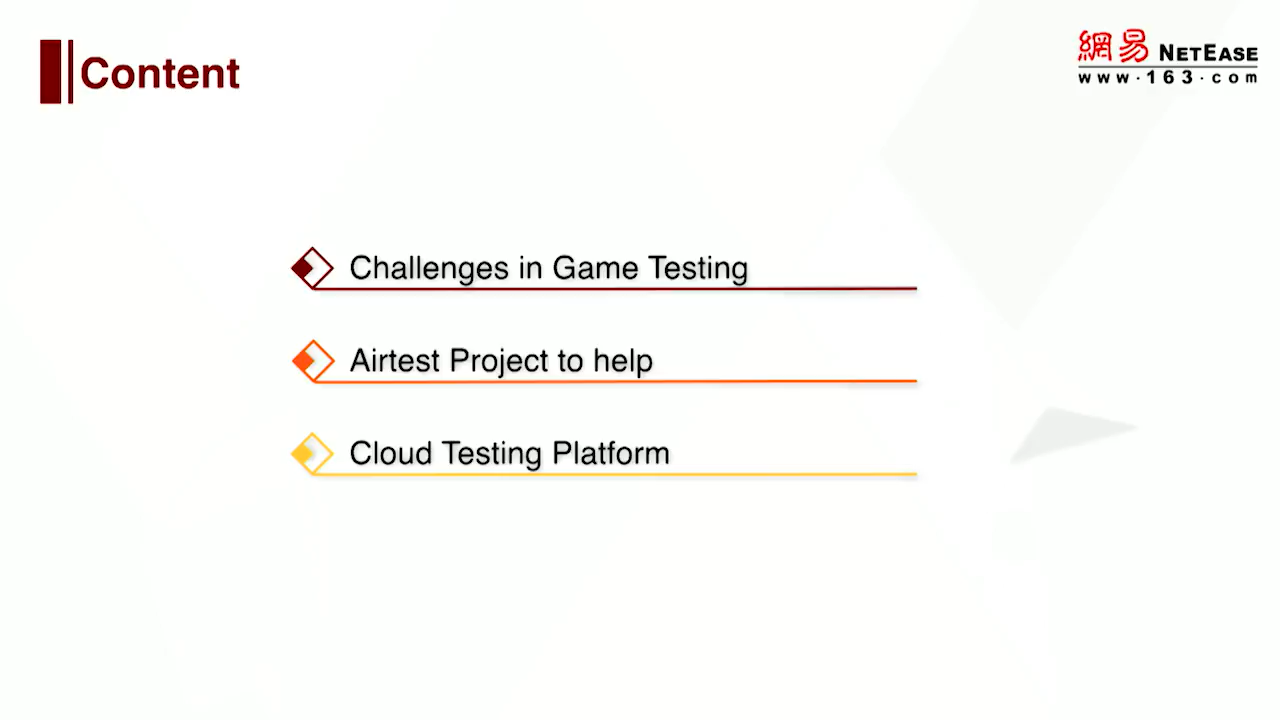 Content
網易 NETEASE
www.163.com
Challenges in Game Testing
Airtest Project to help
Cloud Testing Platform